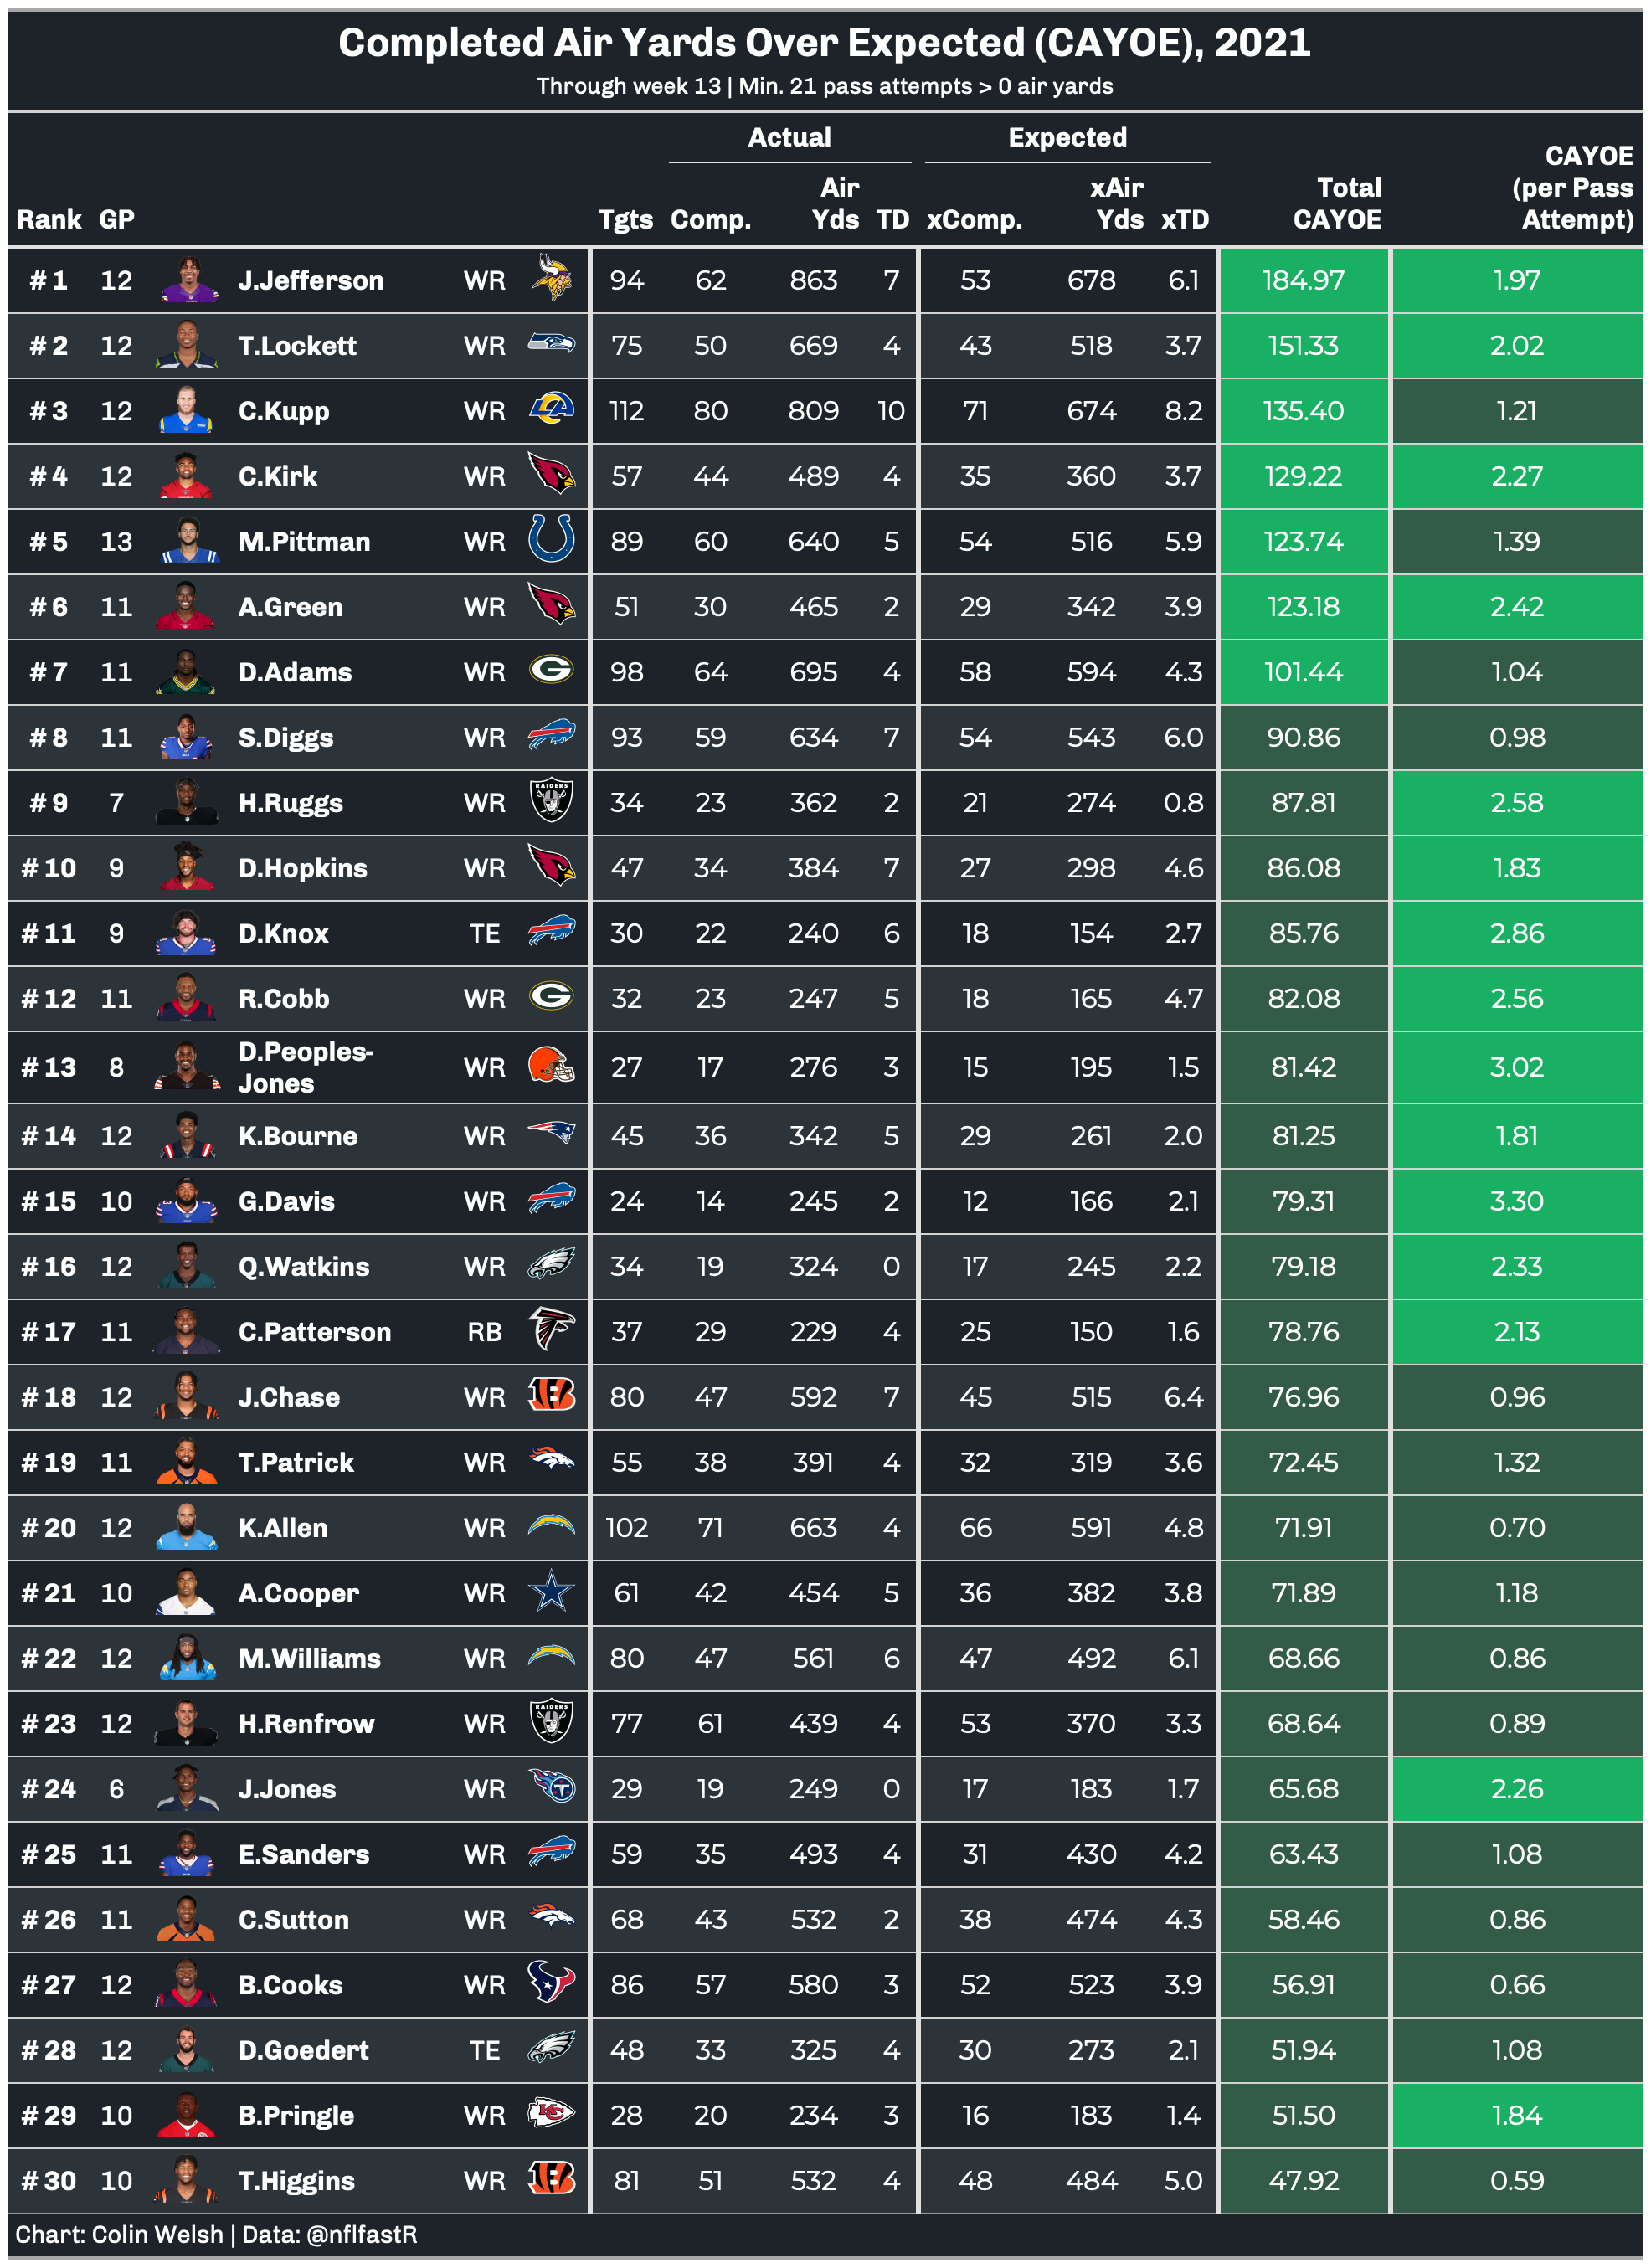 Completed Air Yards Over Expected (CAYOE), 2021
Through week 13 | Min. 21 pass attempts > 0 air yards
Actual Expected
Rank GP Tgts Comp. Air Yds TD xComp. xAir Yds xTD Total CAYOE CAYOE (per Pass Attempt)
# 1 12 J.Jefferson WR 94 62 863 7 53 678 6.1 184.97 1.97
# 2 12 T.Lockett WR 75 50 669 4 43 518 3.7 151.33 2.02
# 3 12 C.Kupp WR LA 112 80 809 10 71 674 8.2 135.40 1.21
# 4 12 C.Kirk WR 57 44 489 4 35 360 3.7 129.22 2.27
# 5 13 M.Pittman WR 89 60 640 5 54 516 5.9 123.74 1.39
# 6 11 A.Green WR 51 30 465 2 29 342 3.9 123.18 2.42
# 7 11 D.Adams WR G 98 64 695 4 58 594 4.3 101.44 1.04
# 8 11 S.Diggs WR 93 59 634 7 54 543 6.0 90.86 0.98
# 9 7 H.Ruggs WR RAIDERS 34 23 362 2 21 274 0.8 87.81 2.58
# 10 9 D.Hopkins WR 47 34 384 7 27 298 4.6 86.08 1.83
# 11 9 D.Knox TE 30 22 240 6 18 154 2.7 85.76 2.86
# 12 11 R.Cobb WR G 32 23 247 5 18 165 4.7 82.08 2.56
# 13 8 D.Peoples-
Jones WR 27 17 276 3 15 195 1.5 81.42 3.02
# 14 12 K.Bourne WR 45 36 342 5 29 261 2.0 81.25 1.81
# 15 10 G.Davis WR 24 14 245 2 12 166 2.1 79.31 3.30
# 16 12 Q.Watkins WR 34 19 324 0 17 245 2.2 79.18 2.33
# 17 11 C.Patterson RB 37 29 229 4 25 150 1.6 78.76 2.13
# 18 12 J.Chase WR B 80 47 592 7 45 515 6.4 76.96 0.96
# 19 11 T.Patrick WR 55 38 391 4 32 319 3.6 72.45 1.32
# 20 12 K.Allen WR 102 71 663 4 66 591 4.8 71.91 0.70
# 21 10 A.Cooper WR 61 42 454 5 36 382 3.8 71.89 1.18
# 22 12 M.Williams WR 80 47 561 6 47 492 6.1 68.66 0.86
# 23 12 H.Renfrow WR RAIDERS 77 61 439 4 53 370 3.3 68.64 0.89
# 24 6 J.Jones WR T 29 19 249 0 17 183 1.7 65.68 2.26
# 25 11 E.Sanders WR 59 35 493 4 31 430 4.2 63.43 1.08
# 26 11 C.Sutton WR 68 43 532 2 38 474 4.3 58.46 0.86
# 27 12 B.Cooks WR 86 57 580 3 52 523 3.9 56.91 0.66
# 28 12 D.Goedert TE 48 33 325 4 30 273 2.1 51.94 1.08
# 29 10 B.Pringle WR KC 28 20 234 3 16 183 1.4 51.50 1.84
# 30 10 T.Higgins WR B 81 51 532 4 48 484 5.0 47.92 0.59
Chart: Colin Welsh | Data: @nflfastR